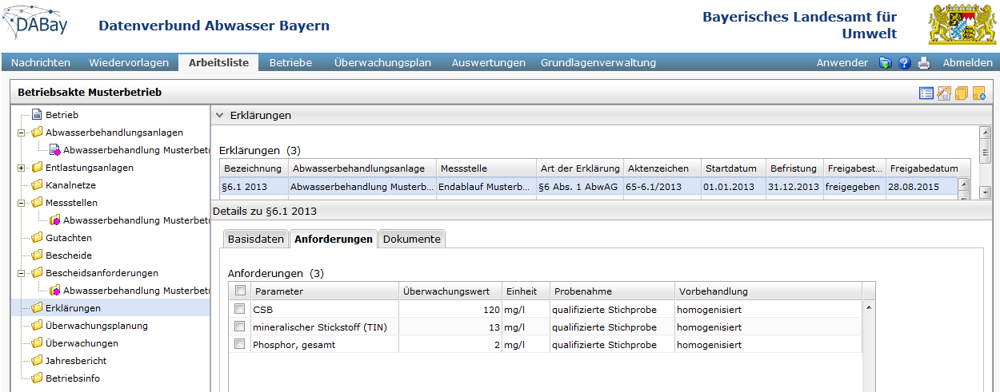 DABay
Datenverbund Abwasser Bayern
Bayerisches Landesamt für
Umwelt
Nachrichten Wiedervorlagen Arbeitsliste Betriebe Überwachungsplan Auswertungen Grundlagenverwaltung Anwender Abmelden
Betriebsakte Musterbetrieb
Betrieb
Abwasserbehandlungsanlagen
Abwasserbehandlung Musterbet
Entlastungsanlagen
Kanalnetze
Messstellen
Abwasserbehandlung Musterbet
Gutachten
Bescheide
Bescheidsanforderungen
Abwasserbehandlung Musterbet
Erklärungen
Überwachungsplanung
Überwachungen
Jahresbericht
Betriebsinfo
Erklärungen
Erklärungen (3)
Bezeichnung Abwasserbehandlungsanlage Messstelle Art der Erklärung Aktenzeichen Startdatum Befristung Freigabest... Freigabedatum
§6.1 2013 Abwasserbehandlung Musterb... Endablauf Musterb... §6 Abs. 1 AbwAG 65-6.1/2013 01.01.2013 31.12.2013 freigegeben 28.08.2015
Details zu §6.1 2013
Basisdaten Anforderungen Dokumente
Anforderungen (3)
Parameter Überwachungswert Einheit Probenahme Vorbehandlung
CSB 120 mg/l qualifizierte Stichprobe homogenisiert
mineralischer Stickstoff (TIN) 13 mg/l qualifizierte Stichprobe homogenisiert
Phosphor, gesamt 2 mg/l qualifizierte Stichprobe homogenisiert